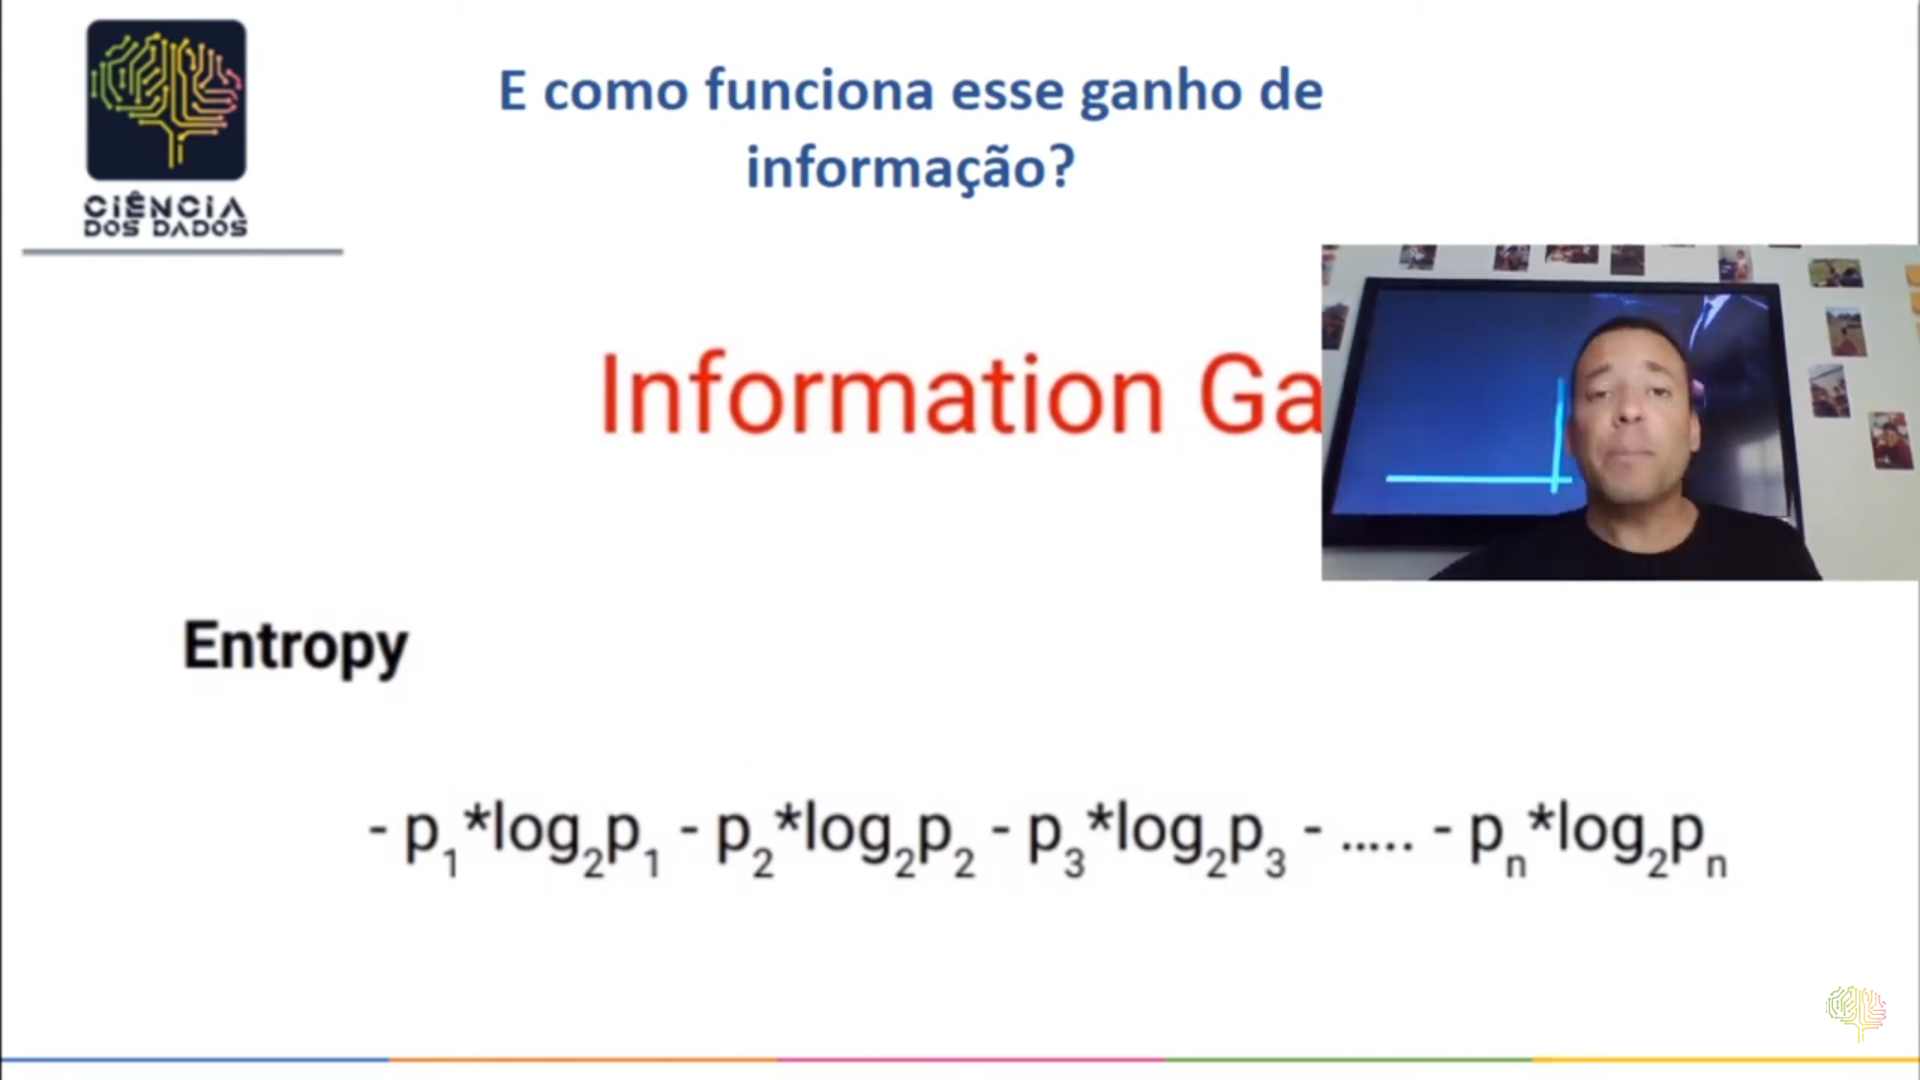 CIÊNCIA
DOS DADOS
E como funciona esse ganho de
informação?
Information Ga
Entropy
- p₁*log₂p₁ - p₂*log₂p₂ - p₃*log₂p₃ - ..... - pₙ*log₂pₙ